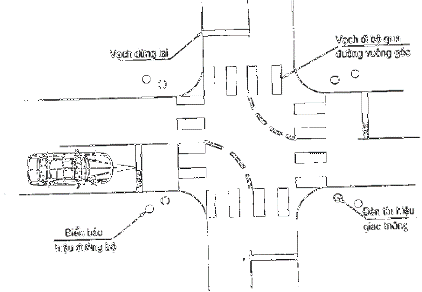 Vạch dừng lại
Vạch đi bộ qua
đường vuông góc
Biển báo
hiệu đường bộ
Đèn tín hiệu
giao thông